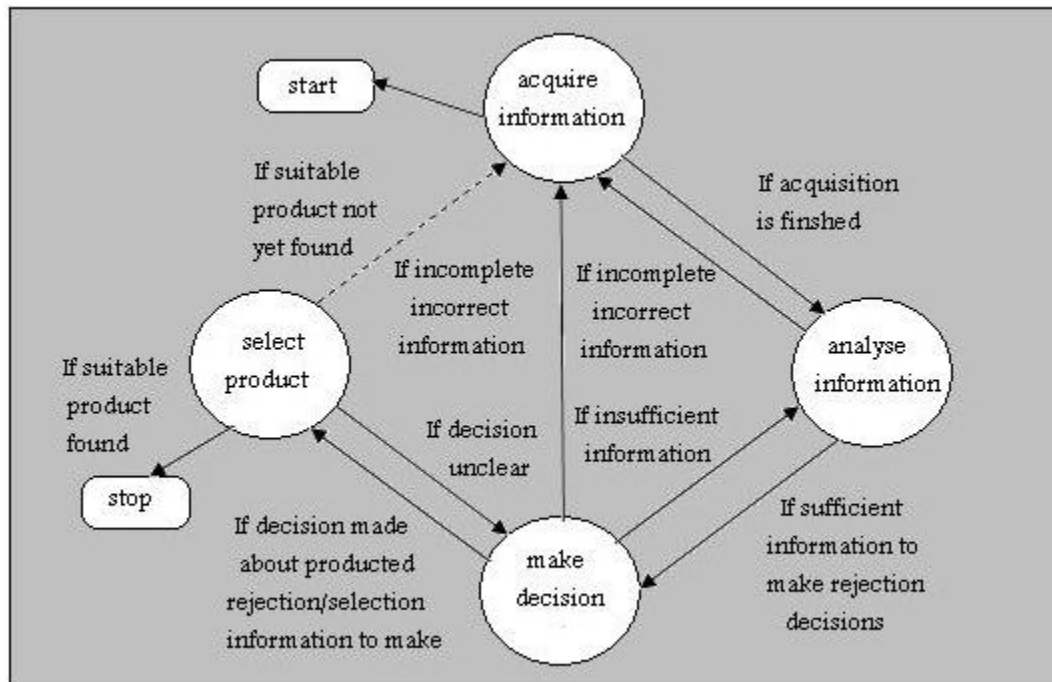 start
acquire
information
If suitable
product not
yet found
If acquisition
is finshed
If incomplete
incorrect
information
If incomplete
incorrect
information
select
product
analyse
information
If suitable
product
found
stop
If decision
unclear
If insufficient
information
If decision made
about producted
rejection/selection
information to make
make
decision
If sufficient
information to
make rejection
decisions